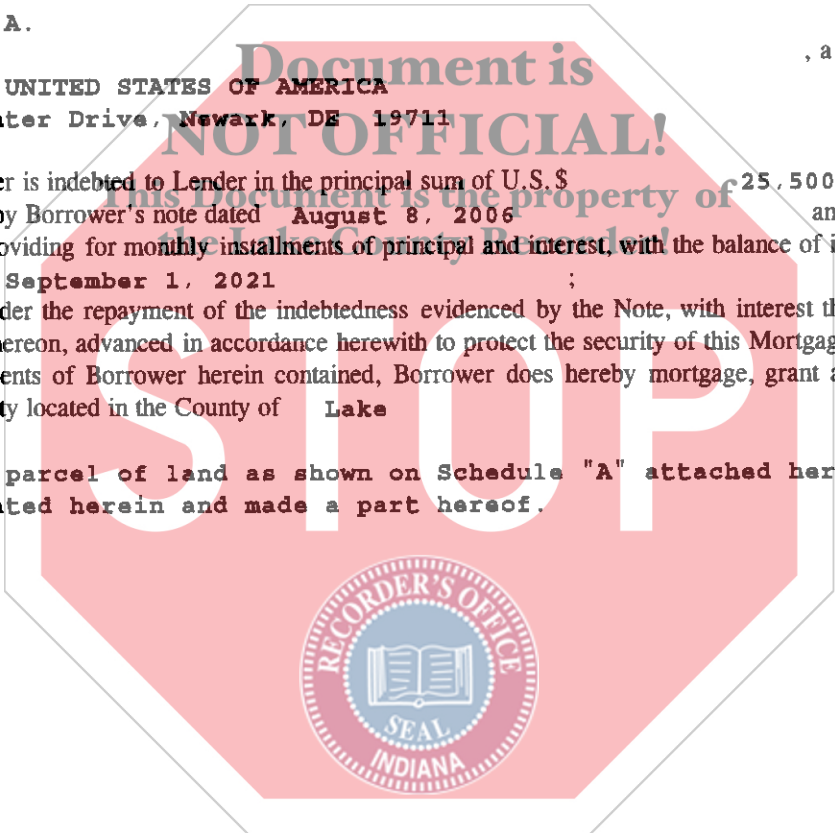 A.
, a
Document is
UNITED STATES OF AMERICA
ter Drive, Newark, DE 19711
NOT OFFICIAL!
r is indebted to Lender in the principal sum of U.S. $ 25,500
This Document is the property of
y Borrower's note dated August 8, 2006 an
the Lake County Recorder!
oviding for monthly installments of principal and interest, with the balance of i
September 1, 2021 ;
der the repayment of the indebtedness evidenced by the Note, with interest th
ereon, advanced in accordance herewith to protect the security of this Mortgag
ents of Borrower herein contained, Borrower does hereby mortgage, grant a
ty located in the County of Lake
STOP
parcel of land as shown on Schedule "A" attached her
ted herein and made a part hereof.
RECORDER'S OFFICE
SEAL
INDIANA